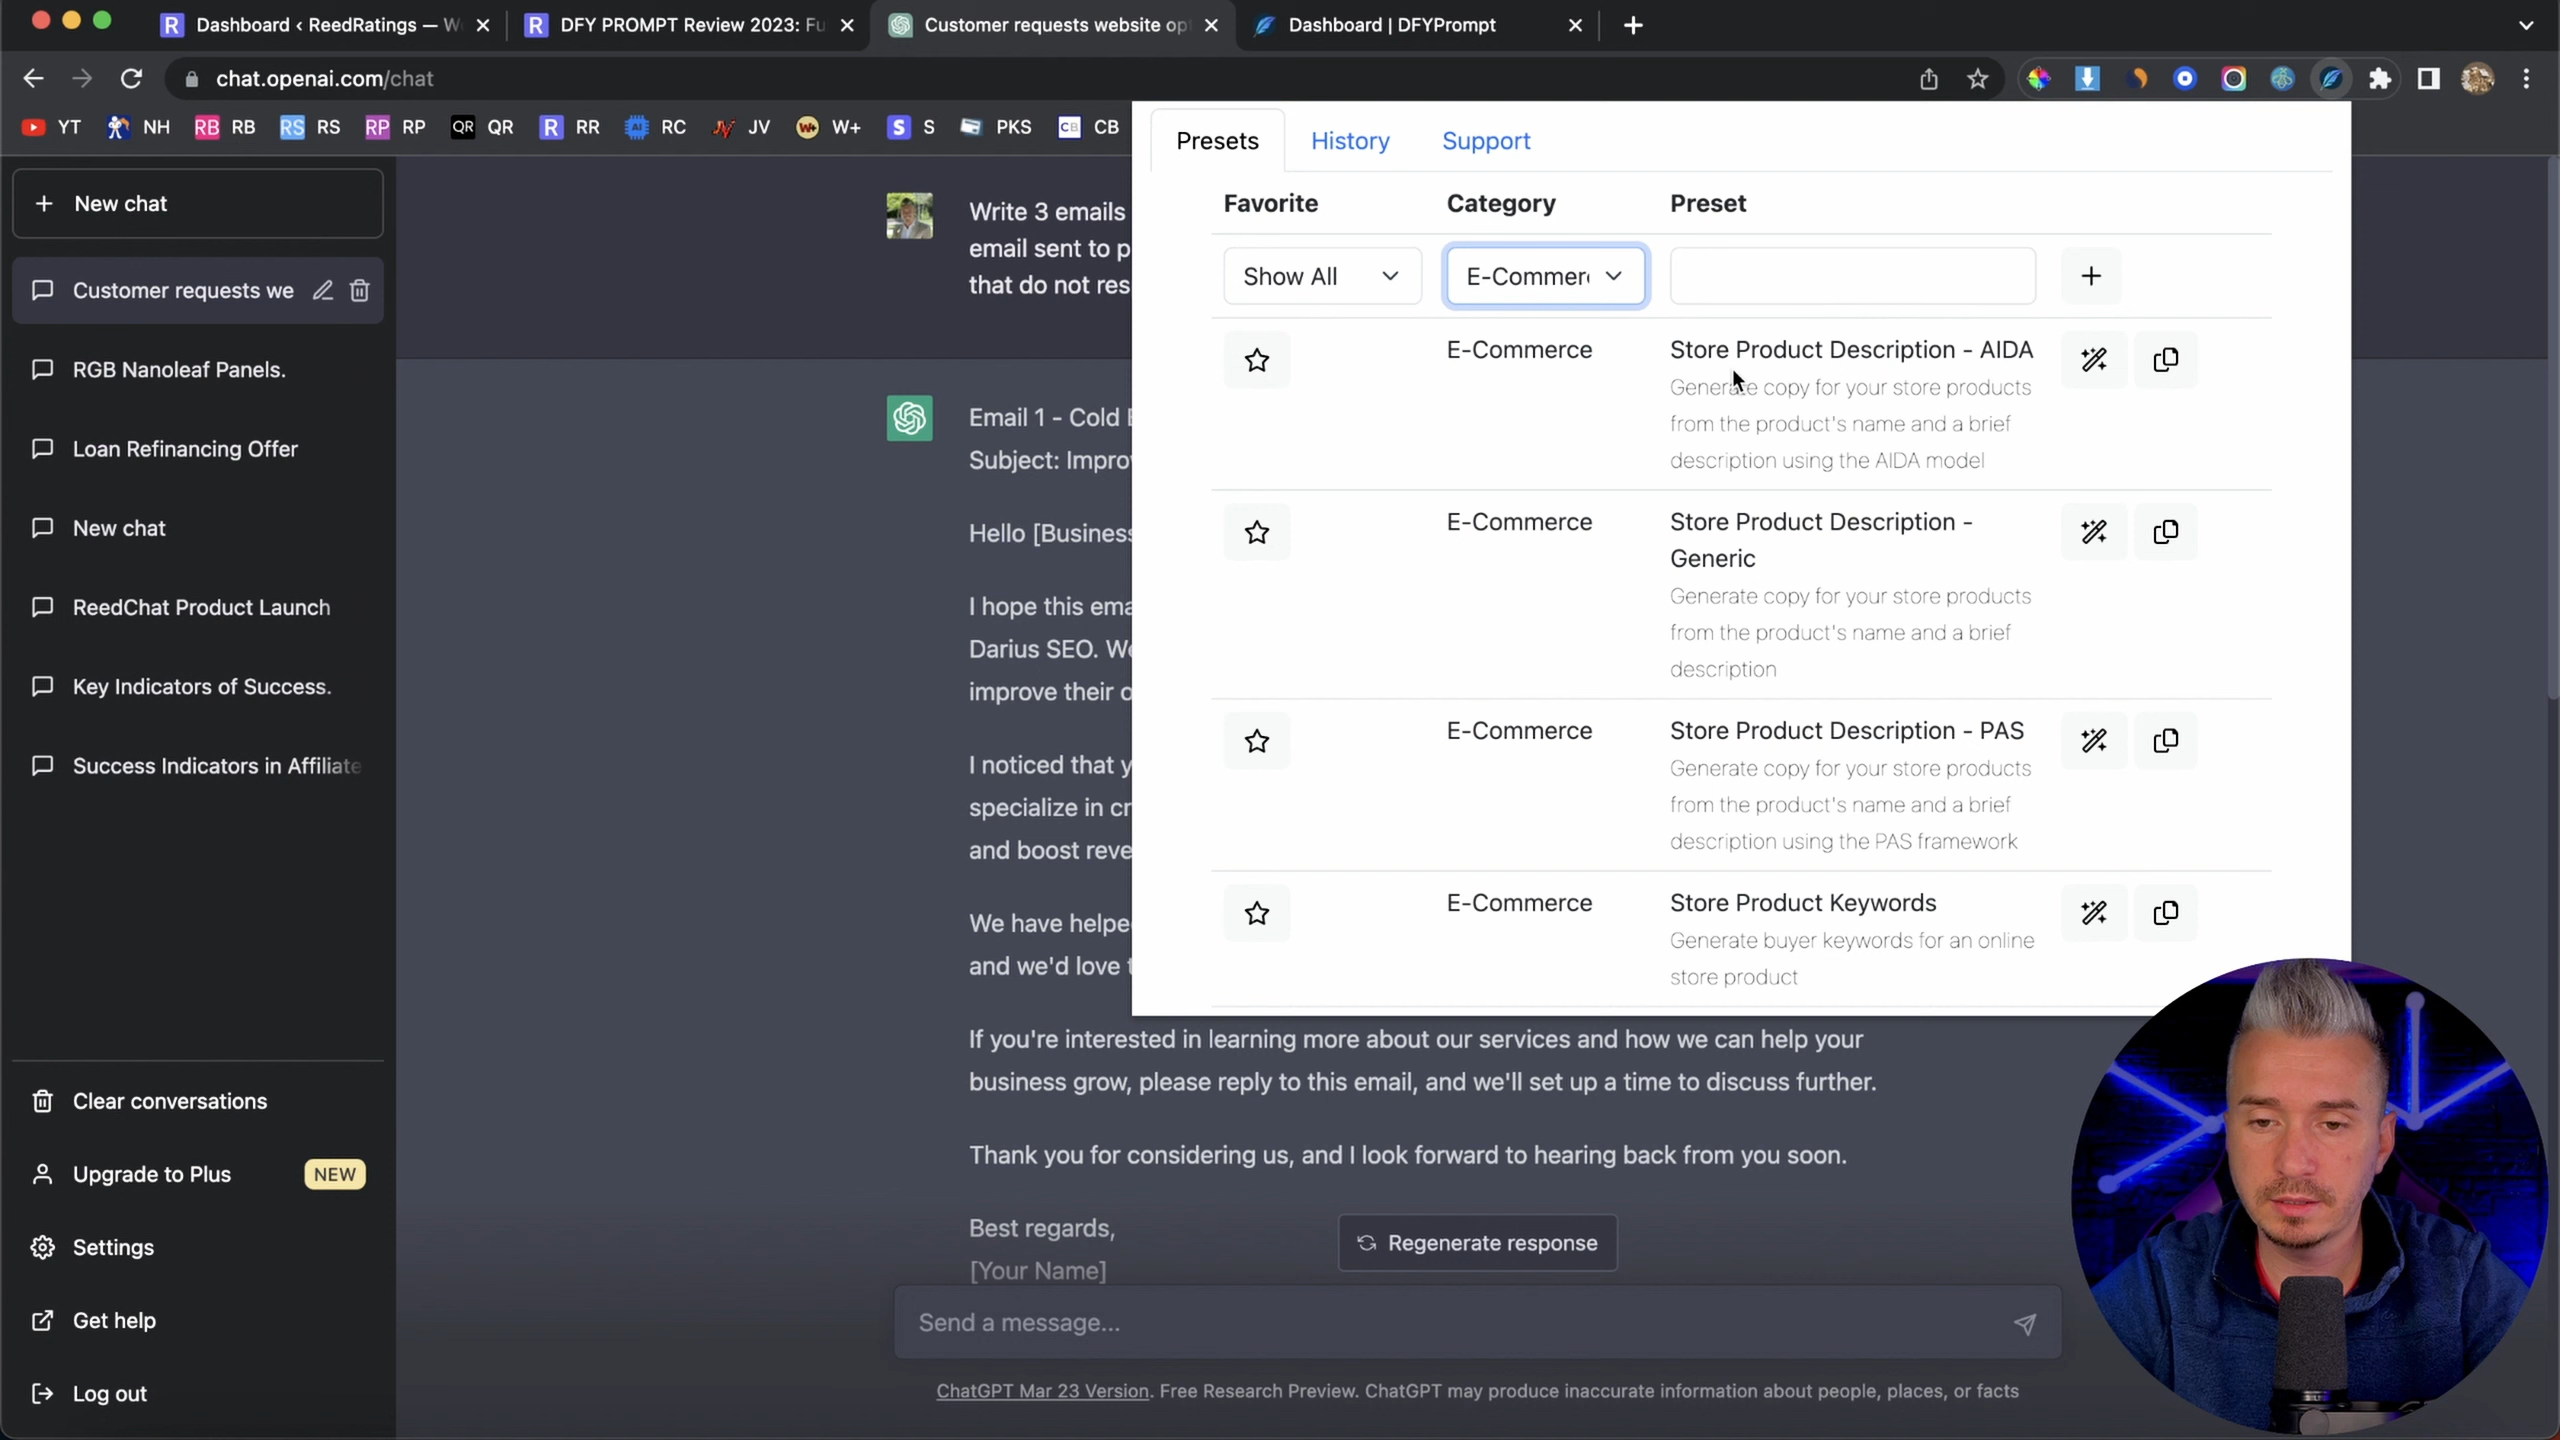 Dashboard ‹ ReedRatings — W
DFY PROMPT Review 2023: Fu
Customer requests website op
Dashboard | DFYPrompt
chat.openai.com/chat
YT
NH
RB RB
RS RS
RP RP
QR QR
R RR
RC
JV
W+ W+
S S
PKS
CB CB
New chat
Customer requests we
RGB Nanoleaf Panels.
Loan Refinancing Offer
New chat
ReedChat Product Launch
Key Indicators of Success.
Success Indicators in Affiliate
Clear conversations
Upgrade to Plus NEW
Settings
Get help
Log out
Write 3 emails
email sent to p
that do not res
Email 1 - Cold E
Subject: Improv
Hello [Business
I hope this ema
Darius SEO. We
improve their o
I noticed that y
specialize in cr
and boost reve
We have helpe
and we'd love t
If you're interested in learning more about our services and how we can help your
business grow, please reply to this email, and we'll set up a time to discuss further.
Thank you for considering us, and I look forward to hearing back from you soon.
Best regards,
[Your Name]
Regenerate response
Send a message...
ChatGPT Mar 23 Version. Free Research Preview. ChatGPT may produce inaccurate information about people, places, or facts
Presets History Support
Favorite Category Preset
Show All E-Commer
E-Commerce Store Product Description - AIDA
Generate copy for your store products
from the product's name and a brief
description using the AIDA model
E-Commerce Store Product Description -
Generic
Generate copy for your store products
from the product's name and a brief
description
E-Commerce Store Product Description - PAS
Generate copy for your store products
from the product's name and a brief
description using the PAS framework
E-Commerce Store Product Keywords
Generate buyer keywords for an online
store product